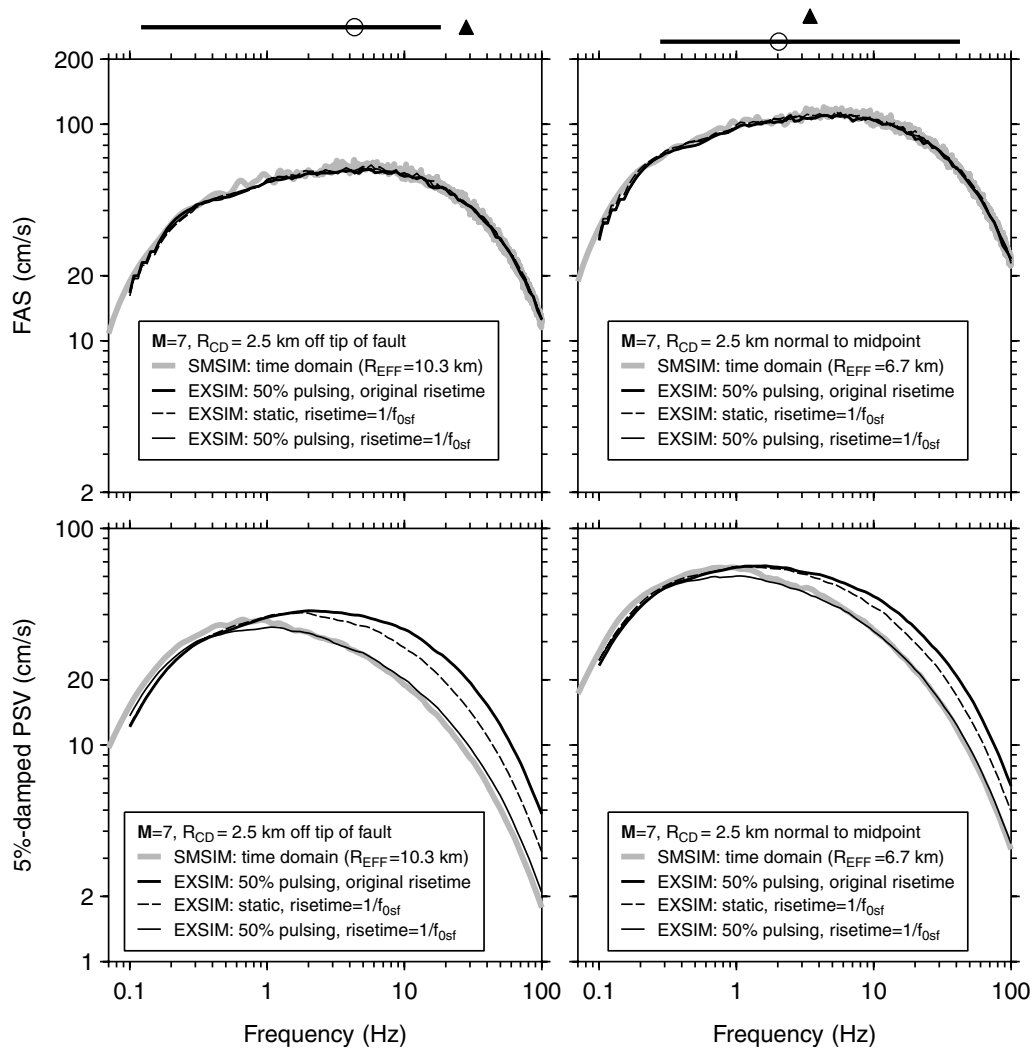 200
100
20
10
2
FAS (cm/s)
M=7, R_CD = 2.5 km off tip of fault
SMSIM: time domain (R_EFF=10.3 km)
EXSIM: 50% pulsing, original risetime
EXSIM: static, risetime=1/f_0sf
EXSIM: 50% pulsing, risetime=1/f_0sf
M=7, R_CD = 2.5 km normal to midpoint
SMSIM: time domain (R_EFF=6.7 km)
EXSIM: 50% pulsing, original risetime
EXSIM: static, risetime=1/f_0sf
EXSIM: 50% pulsing, risetime=1/f_0sf
100
20
10
2
1
5%-damped PSV (cm/s)
M=7, R_CD = 2.5 km off tip of fault
SMSIM: time domain (R_EFF=10.3 km)
EXSIM: 50% pulsing, original risetime
EXSIM: static, risetime=1/f_0sf
EXSIM: 50% pulsing, risetime=1/f_0sf
M=7, R_CD = 2.5 km normal to midpoint
SMSIM: time domain (R_EFF=6.7 km)
EXSIM: 50% pulsing, original risetime
EXSIM: static, risetime=1/f_0sf
EXSIM: 50% pulsing, risetime=1/f_0sf
0.1 1 10 100
0.1 1 10 100
Frequency (Hz)
Frequency (Hz)